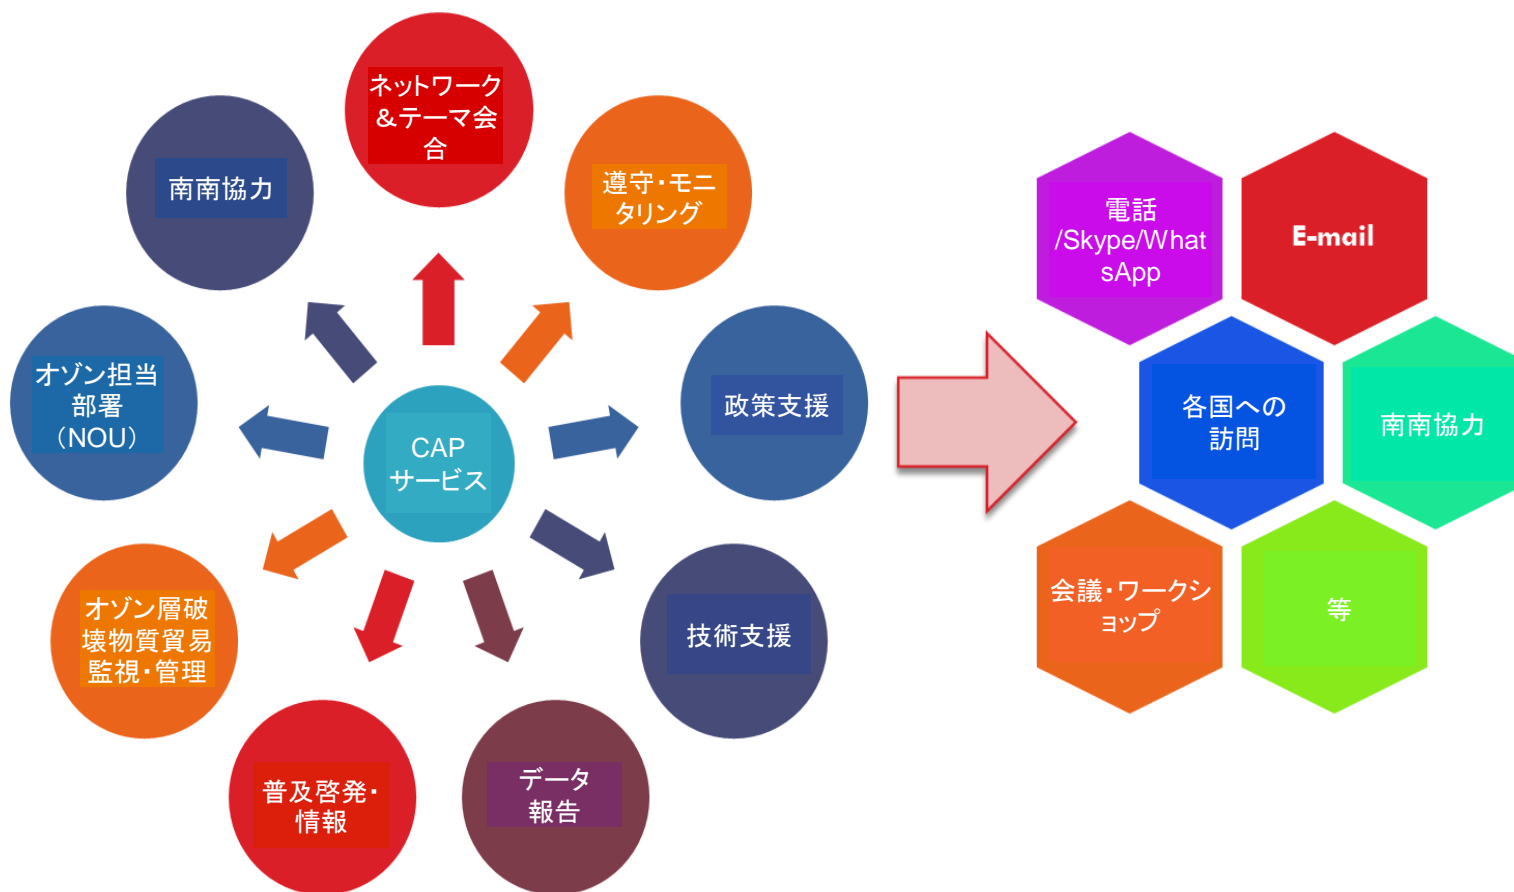 ネットワーク
＆テーマ会
合
遵守・モニ
タリング
政策支援
技術支援
データ
報告
普及啓発・
情報
オゾン層破
壊物質貿易
監視・管理
オゾン担当
部署
（NOU）
南南協力
CAP
サービス
電話
/Skype/What
sApp
E-mail
各国への
訪問
南南協力
会議・ワークシ
ョップ
等